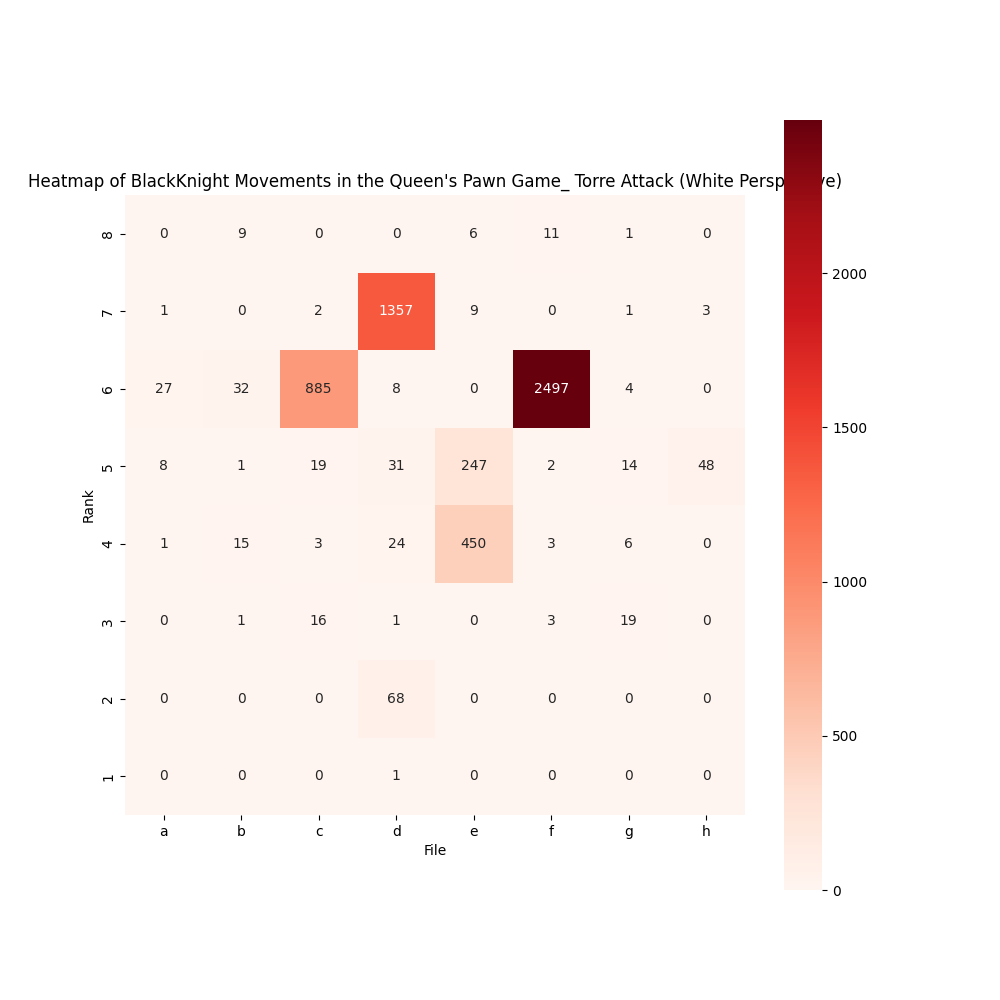 Heatmap of BlackKnight Movements in the Queen's Pawn Game_ Torre Attack (White Persp ve)
8 0 9 0 0 6 11 1 0
2000
7 1 0 2 1357 9 0 1 3
1500
6 27 32 885 8 0 2497 4 0
5 8 1 19 31 247 2 14 48
Rank
4 1 15 3 24 450 3 6 0
1000
3 0 1 16 1 0 3 19 0
2 0 0 0 68 0 0 0 0
500
1 0 0 0 1 0 0 0 0
a b c d e f g h
File
0